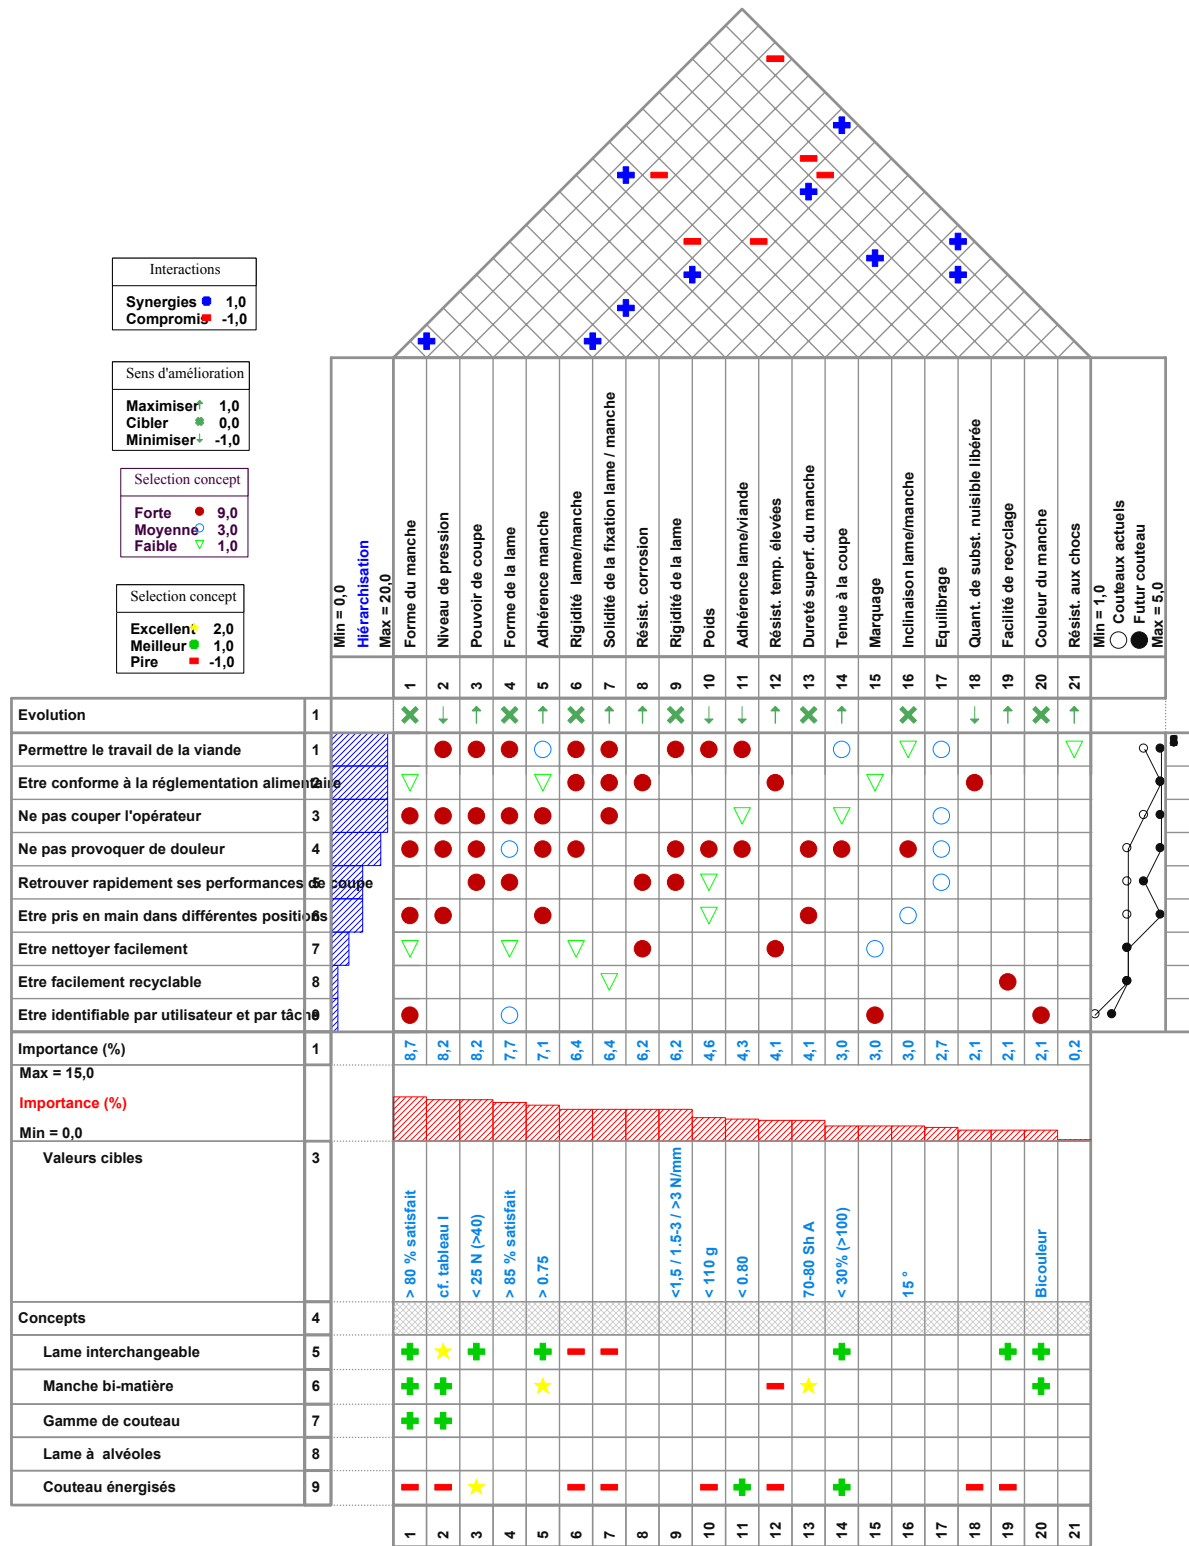 Interactions
Synergies 1,0
Compromis -1,0
Sens d'amélioration
Maximiser 1,0
Cibler 0,0
Minimiser -1,0
Selection concept
Forte 9,0
Moyenne 3,0
Faible 1,0
Selection concept
Excellent 2,0
Meilleur 1,0
Pire -1,0
Min = 0,0
Hiérarchisation
Max = 20,0
Forme du manche
Niveau de pression
Pouvoir de coupe
Forme de la lame
Adhérence manche
Rigidité lame/manche
Solidité de la fixation lame / manche
Résist. corrosion
Rigidité de la lame
Poids
Adhérence lame/viande
Résist. temp. élevées
Dureté superf. du manche
Tenue à la coupe
Marquage
Inclinaison lame/manche
Equilibrage
Quant. de subst. nuisible libérée
Facilité de recyclage
Couleur du manche
Résist. aux chocs
Min = 1,0
Couteaux actuels
Futur couteau
Max = 5,0
1 2 3 4 5 6 7 8 9 10 11 12 13 14 15 16 17 18 19 20 21
Evolution 1
Permettre le travail de la viande 1
Etre conforme à la réglementation alimentaire 2
Ne pas couper l'opérateur 3
Ne pas provoquer de douleur 4
Retrouver rapidement ses performances de coupe 5
Etre pris en main dans différentes positions 6
Etre nettoyer facilement 7
Etre facilement recyclable 8
Etre identifiable par utilisateur et par tâche 9
Importance (%) 1 8,7 8,2 8,2 7,7 7,1 6,4 6,4 6,2 6,2 4,6 4,3 4,1 4,1 3,0 3,0 3,0 2,7 2,1 2,1 2,1 0,2
Max = 15,0
Importance (%)
Min = 0,0
Valeurs cibles 3
> 80 % satisfait
cf. tableau I
< 25 N (>40)
> 85 % satisfait
> 0.75
<1,5 / 1.5-3 / >3 N/mm
< 110 g
< 0.80
70-80 Sh A
< 30% (>100)
15 °
Bicouleur
Concepts 4
Lame interchangeable 5
Manche bi-matière 6
Gamme de couteau 7
Lame à alvéoles 8
Couteau énergisés 9
1 2 3 4 5 6 7 8 9 10 11 12 13 14 15 16 17 18 19 20 21